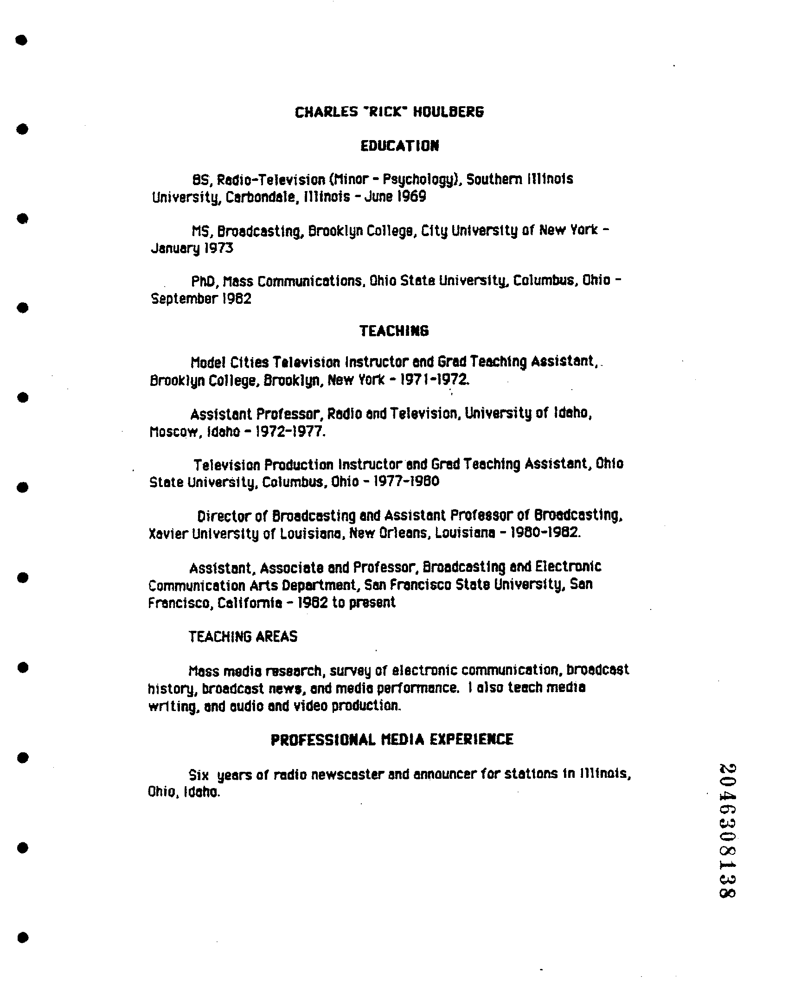 CHARLES "RICK" HOULBERG
EDUCATION
BS, Radio-Television (Minor - Psychology), Southern Illinois
University, Carbondale, Illinois - June 1969
MS, Broadcasting, Brooklyn College, City University of New York -
January 1973
PhD, Mass Communications, Ohio State University, Columbus, Ohio -
September 1982
TEACHING
Model Cities Television Instructor and Grad Teaching Assistant,
Brooklyn College, Brooklyn, New York - 1971-1972.
Assistant Professor, Radio and Television, University of Idaho,
Moscow, Idaho - 1972-1977.
Television Production Instructor and Grad Teaching Assistant, Ohio
State University, Columbus, Ohio - 1977-1980
Director of Broadcasting and Assistant Professor of Broadcasting,
Xavier University of Louisiana, New Orleans, Louisiana - 1980-1982.
Assistant, Associate and Professor, Broadcasting and Electronic
Communication Arts Department, San Francisco State University, San
Francisco, California - 1982 to present
TEACHING AREAS
Mass media research, survey of electronic communication, broadcast
history, broadcast news, and media performance. I also teach media
writing, and audio and video production.
PROFESSIONAL MEDIA EXPERIENCE
Six years of radio newscaster and announcer for stations in Illinois,
Ohio, Idaho.
2046308138